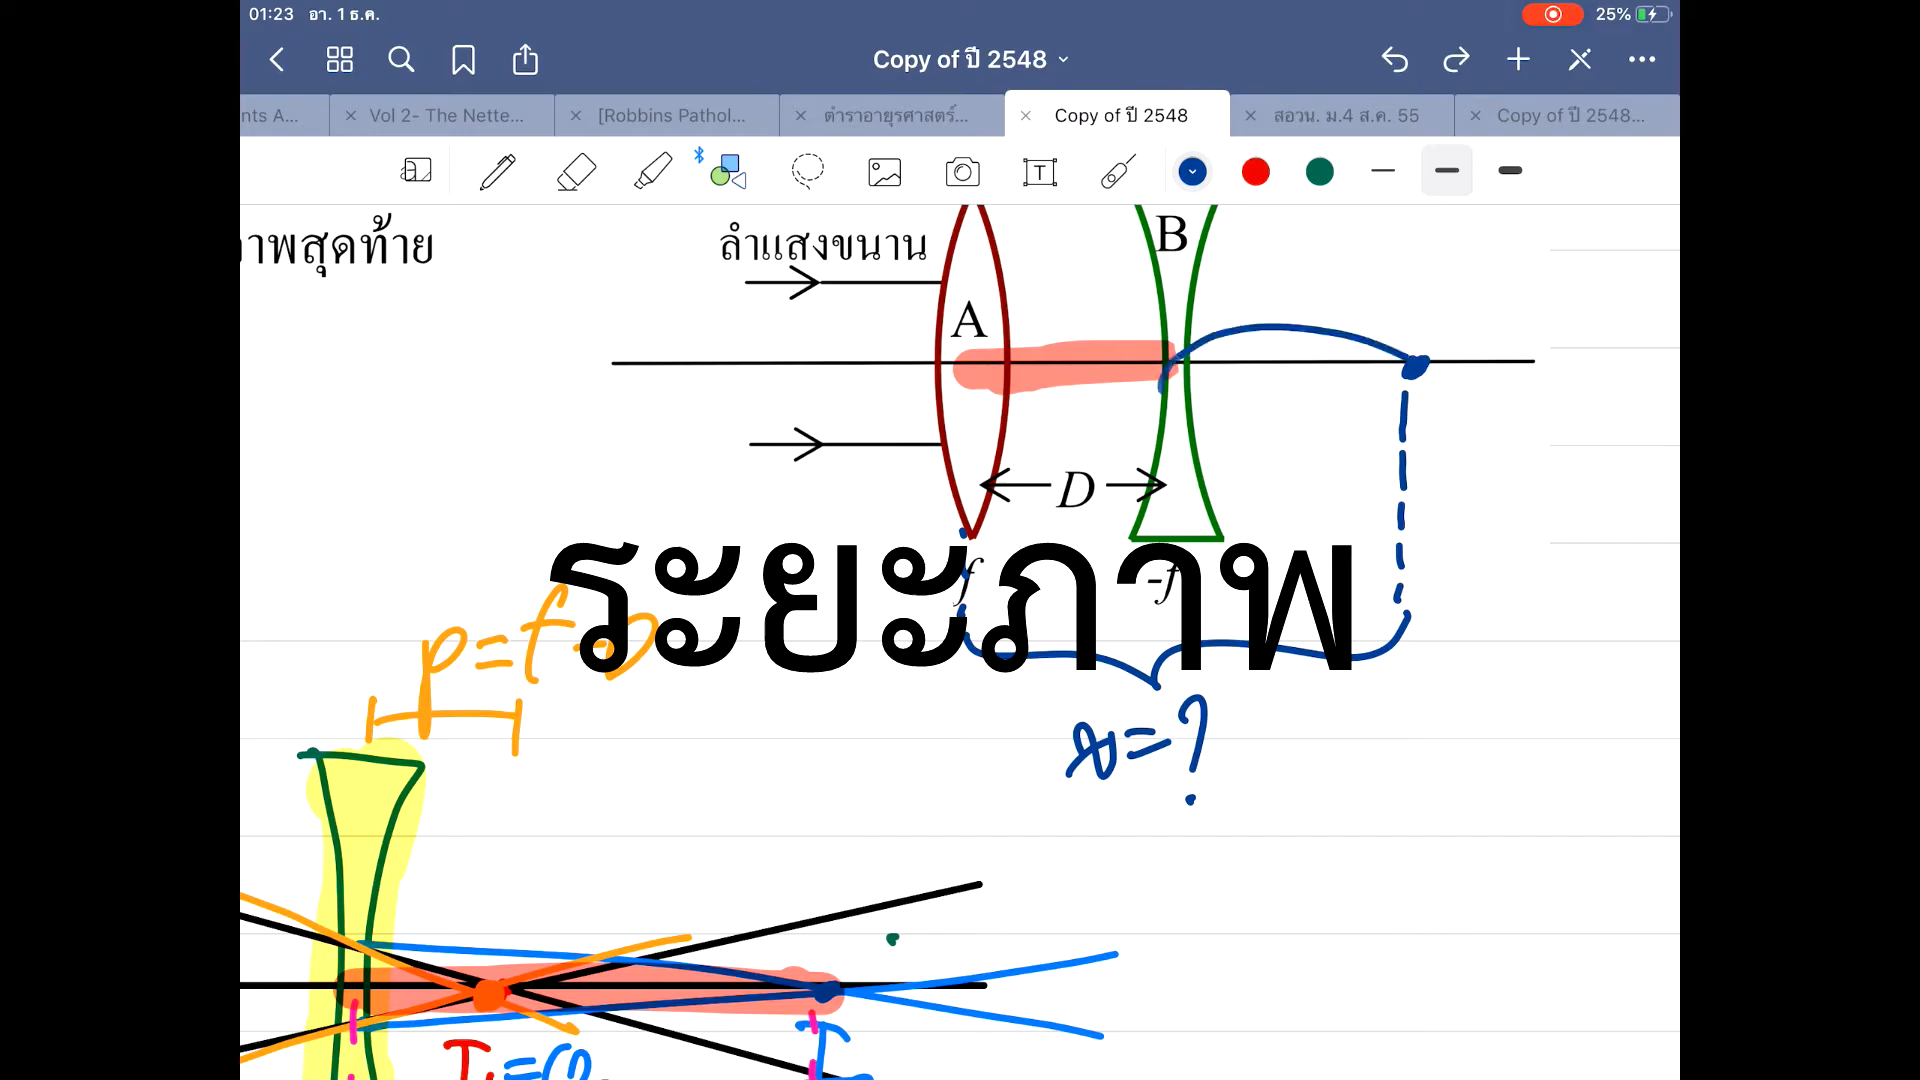 01:23 อา. 1 ธ.ค.
25%
Copy of ปี 2548
nts A...
Vol 2- The Nette...
[Robbins Pathol...
ตำราอายุรศาสตร์...
Copy of ปี 2548
สอวน. ม.4 ส.ค. 55
Copy of ปี 2548...
าพสุดท้าย
ลำแสงขนาน
B
A
D
f
-f
ระยะภาพ
p=f-D
x=?